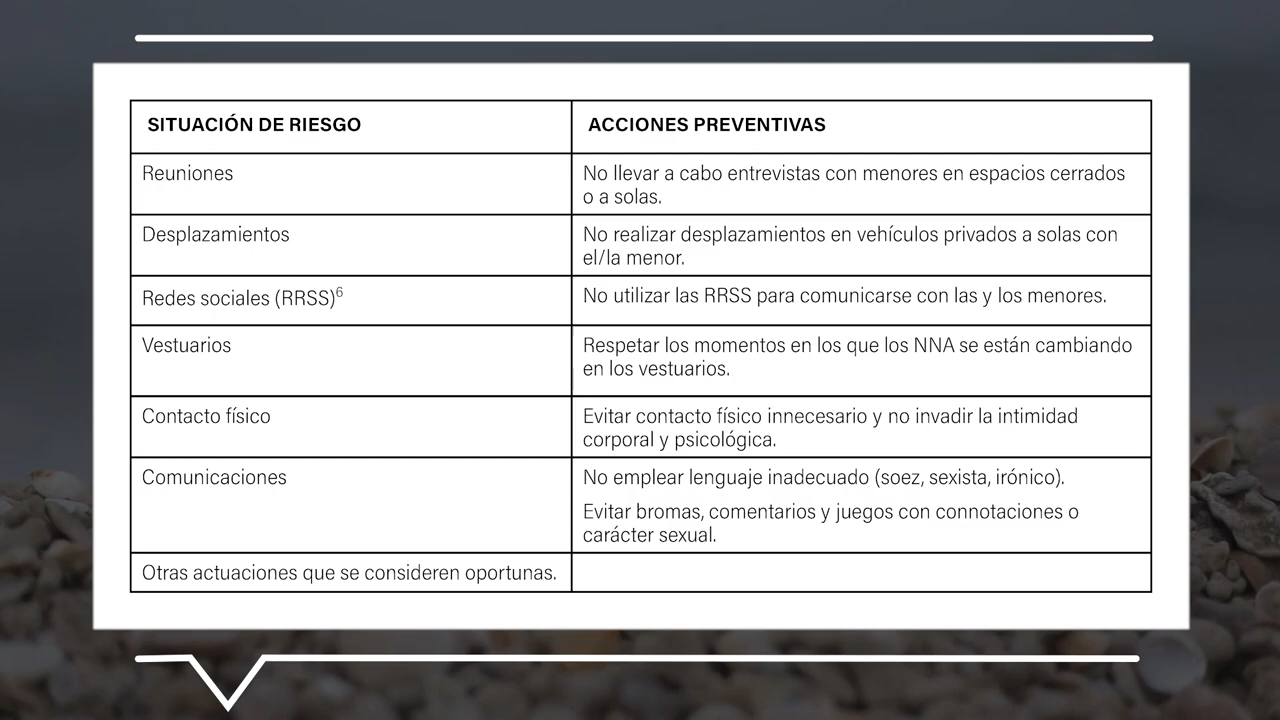 SITUACIÓN DE RIESGO
ACCIONES PREVENTIVAS
Reuniones
No llevar a cabo entrevistas con menores en espacios cerrados
o a solas.
Desplazamientos
No realizar desplazamientos en vehículos privados a solas con
el/la menor.
Redes sociales (RRSS)⁶
No utilizar las RRSS para comunicarse con las y los menores.
Vestuarios
Respetar los momentos en los que los NNA se están cambiando
en los vestuarios.
Contacto físico
Evitar contacto físico innecesario y no invadir la intimidad
corporal y psicológica.
Comunicaciones
No emplear lenguaje inadecuado (soez, sexista, irónico).
Evitar bromas, comentarios y juegos con connotaciones o
carácter sexual.
Otras actuaciones que se consideren oportunas.